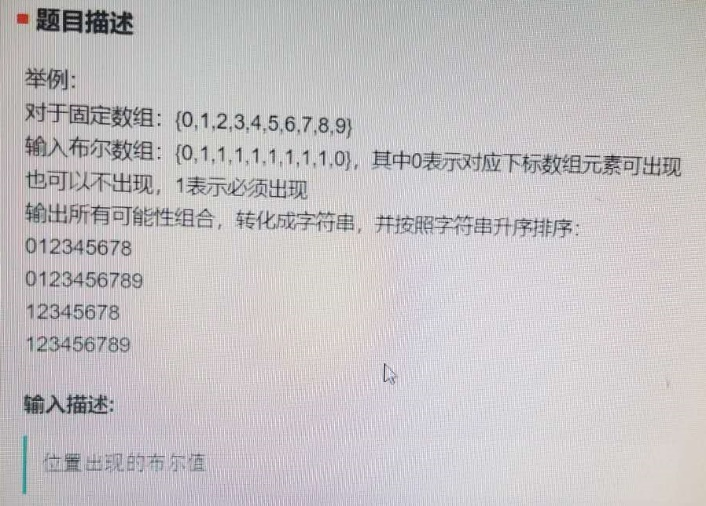 题目描述
举例：
对于固定数组：{0,1,2,3,4,5,6,7,8,9}
输入布尔数组：{0,1,1,1,1,1,1,1,1,0}，其中0表示对应下标数组元素可出现
也可以不出现，1表示必须出现
输出所有可能性组合，转化成字符串，并按照字符串升序排序：
012345678
0123456789
12345678
123456789
输入描述:
位置出现的布尔值